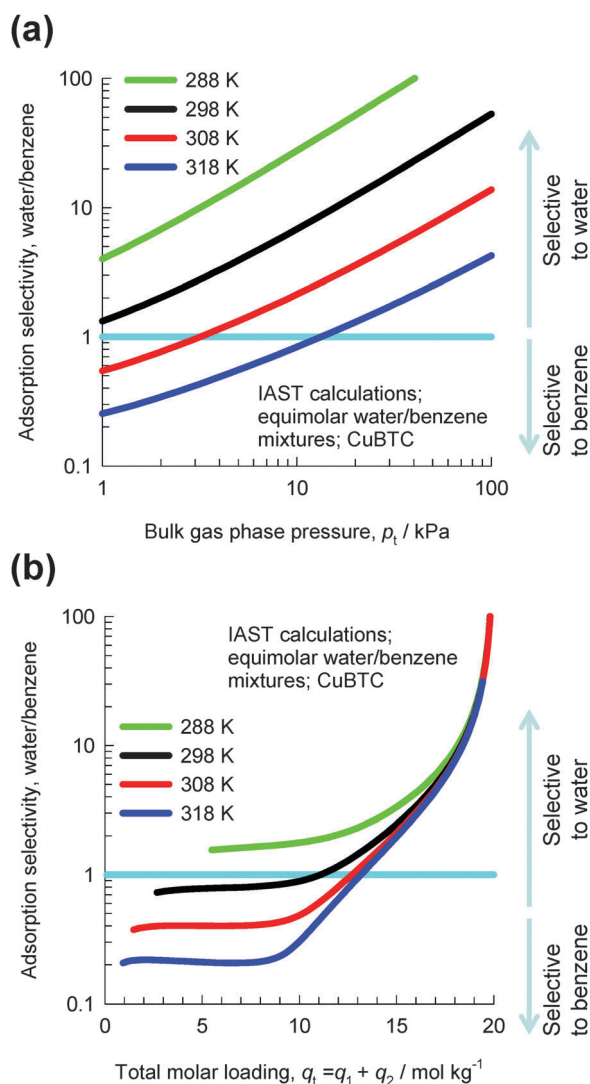 (a)
Adsorption selectivity, water/benzene
100
10
1
0.1
288 K
298 K
308 K
318 K
IAST calculations;
equimolar water/benzene
mixtures; CuBTC
1
10
100
Bulk gas phase pressure, pt / kPa
Selective
to water
Selective
to benzene
(b)
Adsorption selectivity, water/benzene
100
10
1
0.1
IAST calculations;
equimolar water/benzene
mixtures; CuBTC
288 K
298 K
308 K
318 K
0
5
10
15
20
Total molar loading, qt =q1 + q2 / mol kg-1
Selective
to water
Selective
to benzene